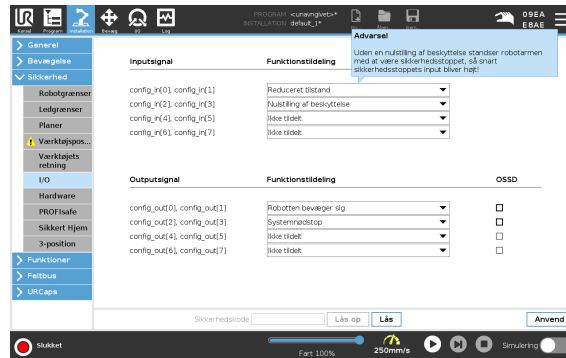 PROGRAM <unavngivet>*
INSTALLATION default_1*
09EA
E8AE
Kørsel Program Installation Bevæg I/O Log
Advarsel
Uden en nulstilling af beskyttelse standser robotarmen
med at være sikkerhedsstoppet, så snart
sikkerhedsstoppets input bliver højt!
Generel
Bevægelse
Sikkerhed
Robotgrænser
Ledgrænser
Planer
Værktøjspos...
Værktøjets
retning
I/O
Hardware
PROFIsafe
Sikkert Hjem
3-position
Funktioner
Feltbus
URCaps
Inputsignal Funktionstildeling
config_in[0], config_in[1] Reduceret tilstand
config_in[2], config_in[3] Nulstilling af beskyttelse
config_in[4], config_in[5] Ikke tildelt
config_in[6], config_in[7] Ikke tildelt
Outputsignal Funktionstildeling OSSD
config_out[0], config_out[1] Robotten bevæger sig
config_out[2], config_out[3] Systemnødstop
config_out[4], config_out[5] Ikke tildelt
config_out[6], config_out[7] Ikke tildelt
Sikkerhedskode Lås op Lås Anvend
Slukket Fart 100% 250mm/s Simulering